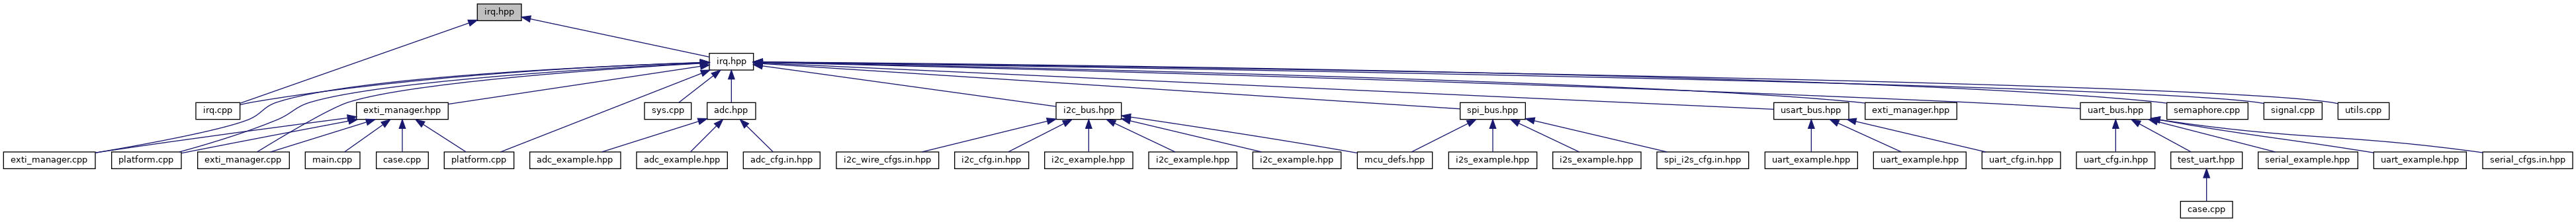 irq.hpp
irq.hpp
irq.cpp
exti_manager.hpp
sys.cpp
adc.hpp
i2c_bus.hpp
spi_bus.hpp
usart_bus.hpp
exti_manager.hpp
uart_bus.hpp
semaphore.cpp
signal.cpp
utils.cpp
exti_manager.cpp
platform.cpp
exti_manager.cpp
main.cpp
case.cpp
platform.cpp
adc_example.hpp
adc_example.hpp
adc_cfg.in.hpp
i2c_wire_cfgs.in.hpp
i2c_cfg.in.hpp
i2c_example.hpp
i2c_example.hpp
i2c_example.hpp
mcu_defs.hpp
i2s_example.hpp
i2s_example.hpp
spi_i2s_cfg.in.hpp
uart_example.hpp
uart_example.hpp
uart_cfg.in.hpp
uart_cfg.in.hpp
test_uart.hpp
serial_example.hpp
uart_example.hpp
serial_cfgs.in.hpp
case.cpp